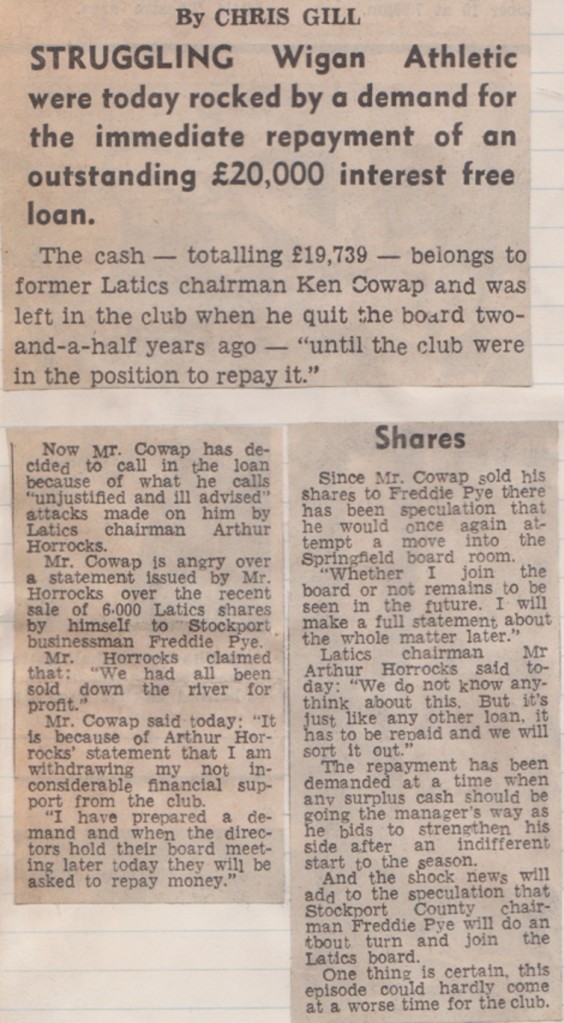 By CHRIS GILL
STRUGGLING Wigan Athletic
were today rocked by a demand for
the immediate repayment of an
outstanding £20,000 interest free
loan.
The cash — totalling £19,739 — belongs to
former Latics chairman Ken Cowap and was
left in the club when he quit the board two-
and-a-half years ago — “until the club were
in the position to repay it.”
Now Mr. Cowap has de-
cided to call in the loan
because of what he calls
“unjustified and ill advised”
attacks made on him by
Latics chairman Arthur
Horrocks.
Mr. Cowap is angry over
a statement issued by Mr.
Horrocks over the recent
sale of 6,000 Latics shares
by himself to Stockport
businessman Freddie Pye.
Mr. Horrocks claimed
that: “We had all been
sold down the river for
profit.”
Mr. Cowap said today: “It
is because of Arthur Hor-
rocks’ statement that I am
withdrawing my not in-
considerable financial sup-
port from the club.
“I have prepared a de-
mand and when the direc-
tors hold their board meet-
ing later today they will be
asked to repay money.”
Shares
Since Mr. Cowap sold his
shares to Freddie Pye there
has been speculation that
he would once again at-
tempt a move into the
Springfield board room.
“Whether I join the
board or not remains to be
seen in the future. I will
make a full statement about
the whole matter later.”
Latics chairman Mr
Arthur Horrocks said to-
day: “We do not know any-
think about this. But it’s
just like any other loan, it
has to be repaid and we will
sort it out.”
The repayment has been
demanded at a time when
any surplus cash should be
going the manager’s way as
he bids to strengthen his
side after an indifferent
start to the season.
And the shock news will
add to the speculation that
Stockport County chair-
man Freddie Pye will do an
tbout turn and join the
Latics board.
One thing is certain, this
episode could hardly come
at a worse time for the club.